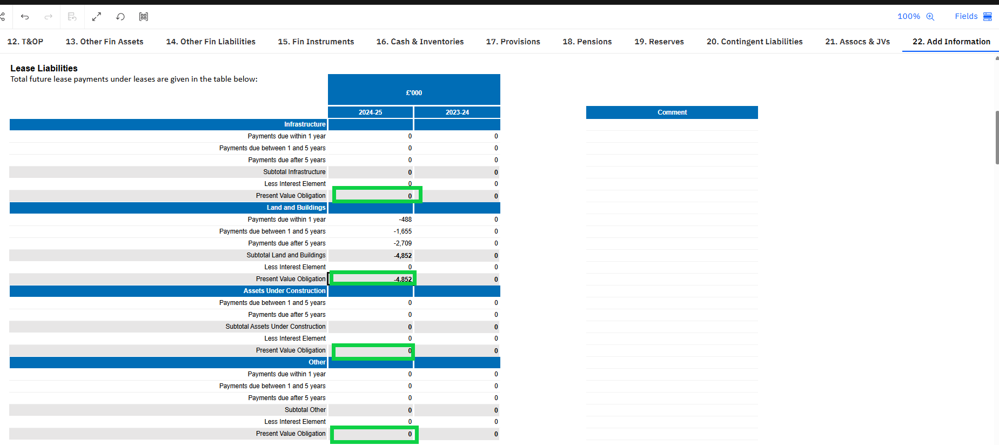 100% Fields
12. T&OP 13. Other Fin Assets 14. Other Fin Liabilities 15. Fin Instruments 16. Cash & Inventories 17. Provisions 18. Pensions 19. Reserves 20. Contingent Liabilities 21. Assocs & JVs 22. Add Information
Lease Liabilities
Total future lease payments under leases are given in the table below:
£'000
2024-25 2023-24 Comment
Infrastructure
Payments due within 1 year 0 0
Payments due between 1 and 5 years 0 0
Payments due after 5 years 0 0
Subtotal Infrastructure 0 0
Less Interest Element 0 0
Present Value Obligation 0 0
Land and Buildings
Payments due within 1 year -488 0
Payments due between 1 and 5 years -1,655 0
Payments due after 5 years -2,709 0
Subtotal Land and Buildings -4,852 0
Less Interest Element 0 0
Present Value Obligation -4,852 0
Assets Under Construction
Payments due between 1 and 5 years 0 0
Payments due after 5 years 0 0
Subtotal Assets Under Construction 0 0
Less Interest Element 0 0
Present Value Obligation 0 0
Other
Payments due within 1 year 0 0
Payments due between 1 and 5 years 0 0
Payments due after 5 years 0 0
Subtotal Other 0 0
Less Interest Element 0 0
Present Value Obligation 0 0